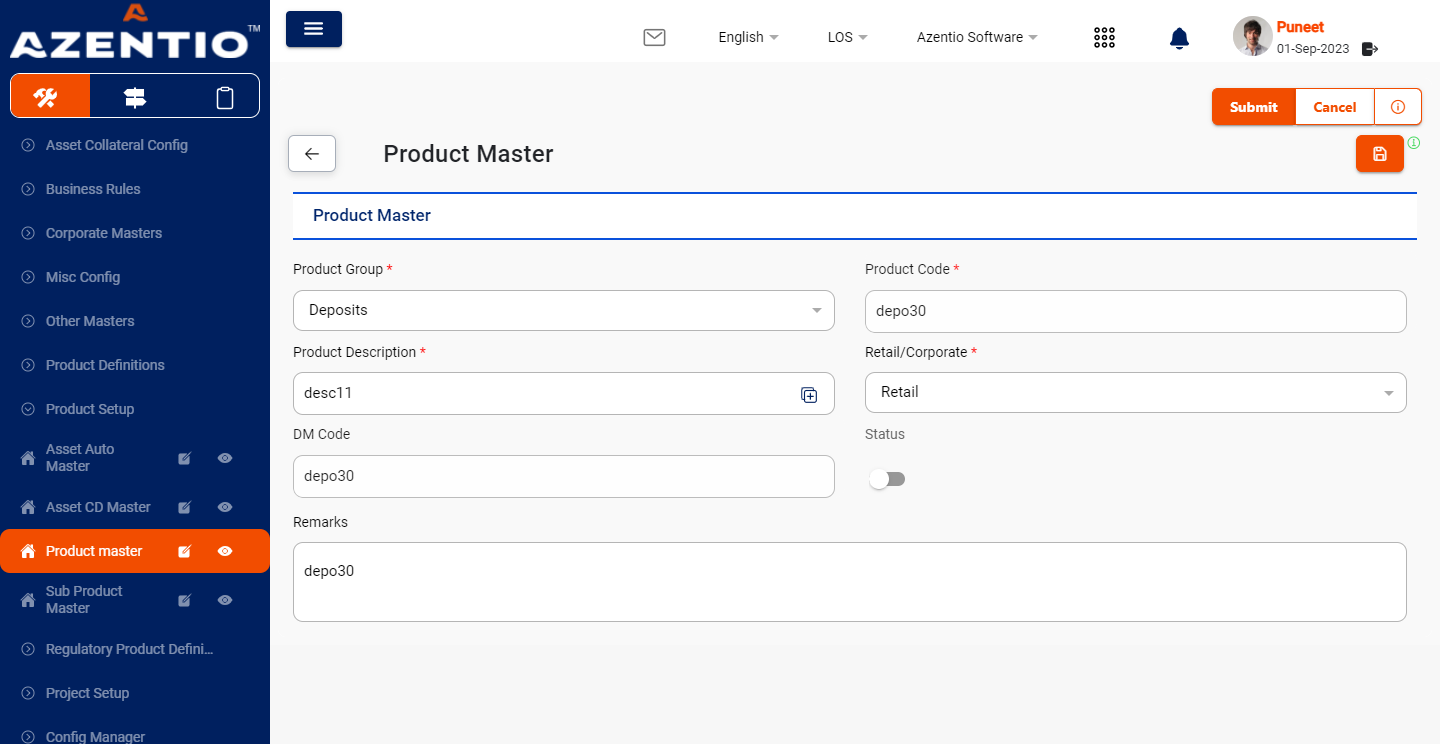 AZENTIO™
English
LOS
Azentio Software
Puneet
01-Sep-2023
Submit
Cancel
Product Master
Product Master
Product Group *
Product Code *
Deposits
depo30
Product Description *
Retail/Corporate *
desc11
Retail
DM Code
Status
depo30
Remarks
depo30
Asset Collateral Config
Business Rules
Corporate Masters
Misc Config
Other Masters
Product Definitions
Product Setup
Asset Auto
Master
Asset CD Master
Product master
Sub Product
Master
Regulatory Product Defini...
Project Setup
Config Manager